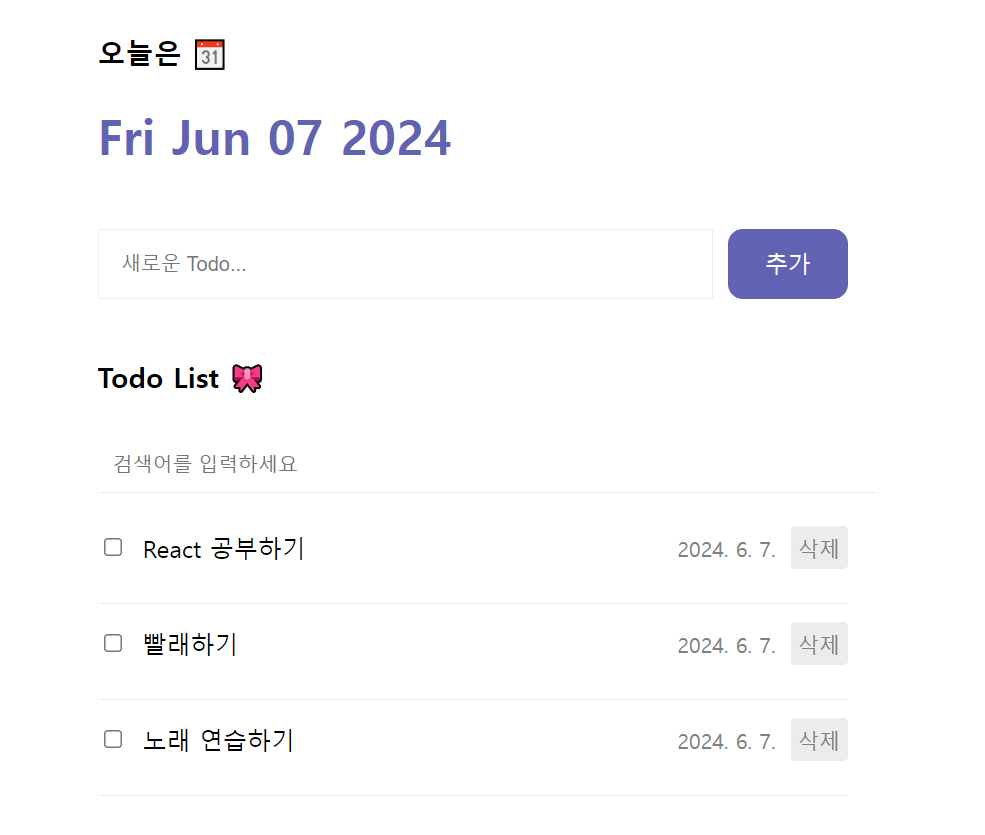 오늘은 📅
Fri Jun 07 2024
새로운 Todo...
추가
Todo List 🎀
검색어를 입력하세요
React 공부하기 2024. 6. 7. 삭제
빨래하기 2024. 6. 7. 삭제
노래 연습하기 2024. 6. 7. 삭제